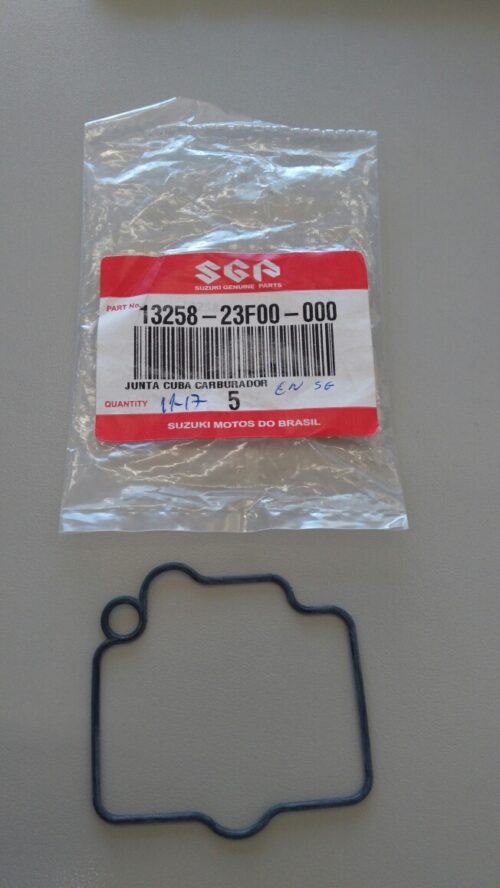 SGP
SUZUKI GENUINE PARTS
PART No. 13258-23F00-000
JUNTA CUBA CARBURADOR EN SG
QUANTITY 11-17 5
SUZUKI MOTOS DO BRASIL